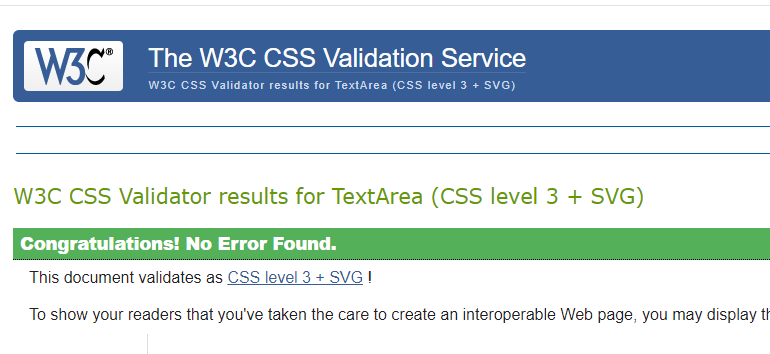 W3C®
The W3C CSS Validation Service
W3C CSS Validator results for TextArea (CSS level 3 + SVG)
W3C CSS Validator results for TextArea (CSS level 3 + SVG)
Congratulations! No Error Found.
This document validates as CSS level 3 + SVG !
To show your readers that you've taken the care to create an interoperable Web page, you may display